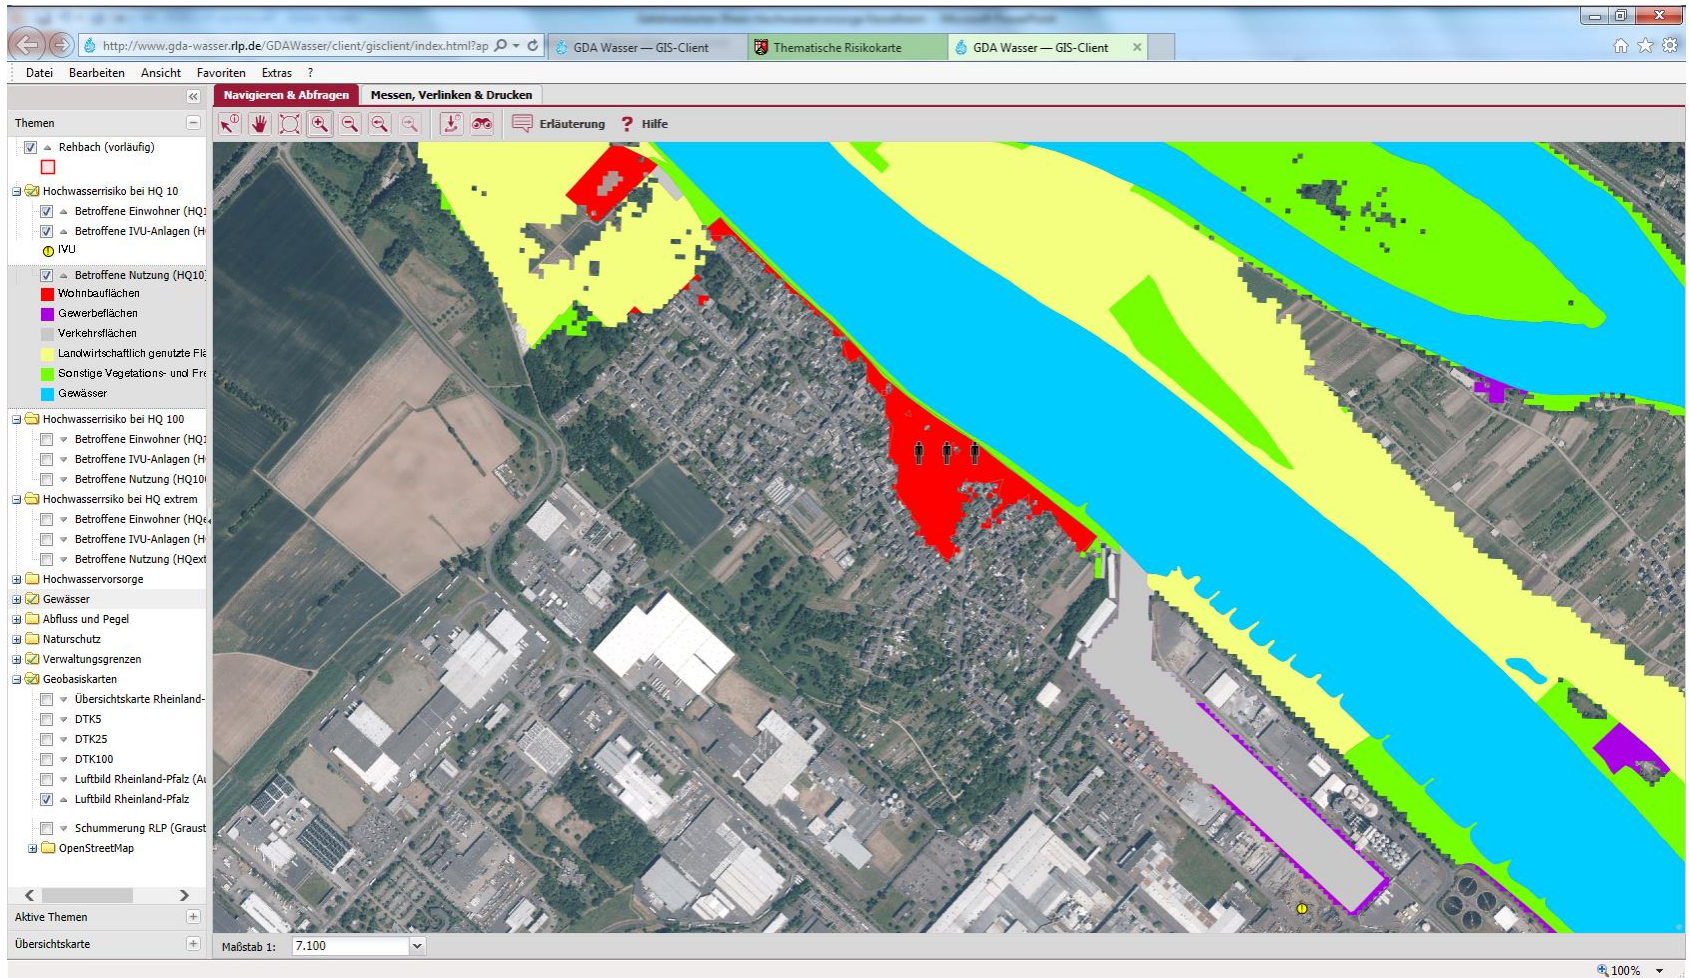 http://www.gda-wasser.rlp.de/GDAWasser/client/gisclient/index.html?ap
GDA Wasser — GIS-Client
Thematische Risikokarte
GDA Wasser — GIS-Client
Datei Bearbeiten Ansicht Favoriten Extras ?
Navigieren & Abfragen
Messen, Verlinken & Drucken
Themen
Erläuterung
? Hilfe
Rehbach (vorläufig)
Hochwasserrisiko bei HQ 10
Betroffene Einwohner (HQ1
Betroffene IVU-Anlagen (H
IVU
Betroffene Nutzung (HQ10)
Wohnbauflächen
Gewerbeflächen
Verkehrsflächen
Landwirtschaftlich genutzte Flä
Sonstige Vegetations- und Fre
Gewässer
Hochwasserrisiko bei HQ 100
Betroffene Einwohner (HQ1
Betroffene IVU-Anlagen (H
Betroffene Nutzung (HQ10
Hochwasserrsiko bei HQ extrem
Betroffene Einwohner (HQe
Betroffene IVU-Anlagen (H
Betroffene Nutzung (HQext
Hochwasservorsorge
Gewässer
Abfluss und Pegel
Naturschutz
Verwaltungsgrenzen
Geobasiskarten
Übersichtskarte Rheinland-
DTK5
DTK25
DTK100
Luftbild Rheinland-Pfalz (Au
Luftbild Rheinland-Pfalz
Schummerung RLP (Graust
OpenStreetMap
Aktive Themen
Übersichtskarte
Maßstab 1: 7.100
100%